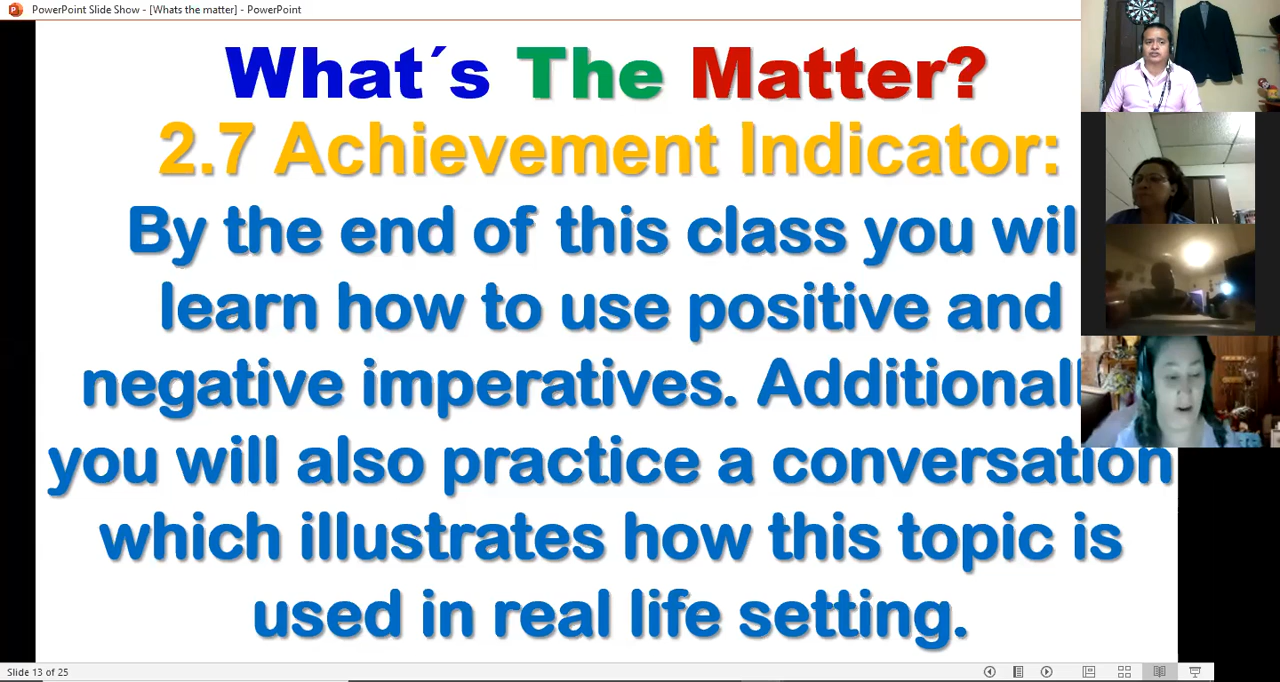 PowerPoint Slide Show - [Whats the matter] - PowerPoint
What´s The Matter?
2.7 Achievement Indicator:
By the end of this class you wil
learn how to use positive and
negative imperatives. Additionall
you will also practice a conversation
which illustrates how this topic is
used in real life setting.
Slide 13 of 25